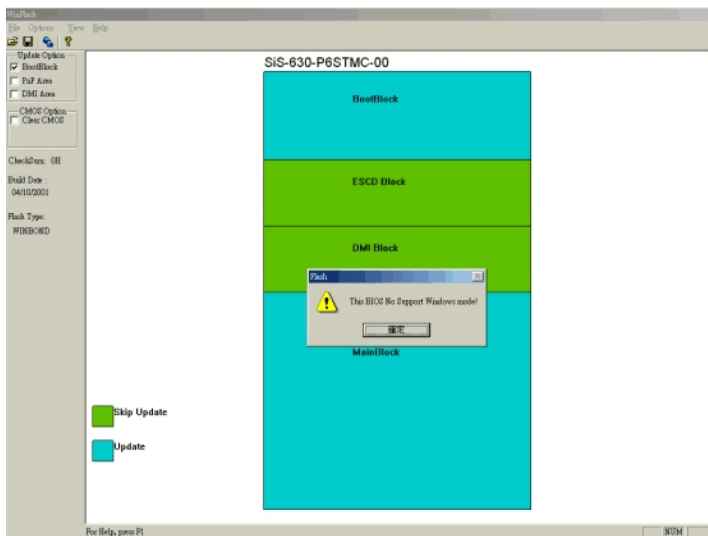 WinFlash
File Options View Help
Update Option
BootBlock
PnP Area
DMI Area
CMOS Option
Clear CMOS
CheckSum: 0H
Build Date :
04/10/2001
Flash Type:
WINBOND
SiS-630-P6STMC-00
BootBlock
ESCD Block
DMI Block
Flash
This BIOS No Support Windows mode!
確定
MainBlock
Skip Update
Update
For Help, press F1
NUM